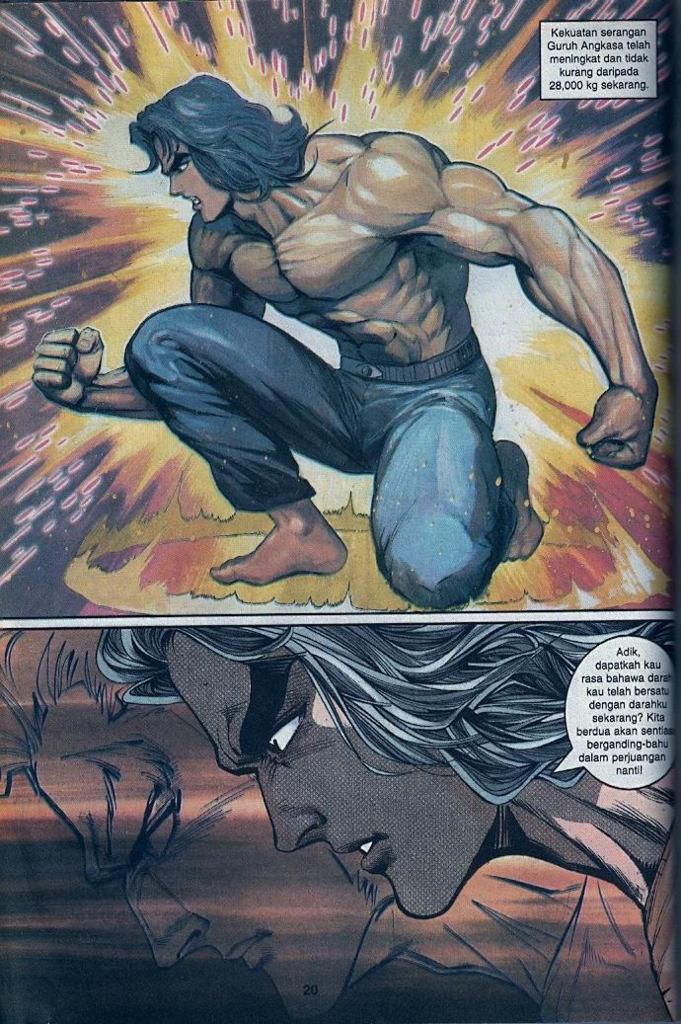 Kekuatan serangan
Guruh Angkasa telah
meningkat dan tidak
kurang daripada
28,000 kg sekarang.
Adik,
dapatkah kau
rasa bahawa darah
kau telah bersatu
dengan darahku
sekarang? Kita
berdua akan sentiasa
berganding-bahu
dalam perjuangan
nanti!
20